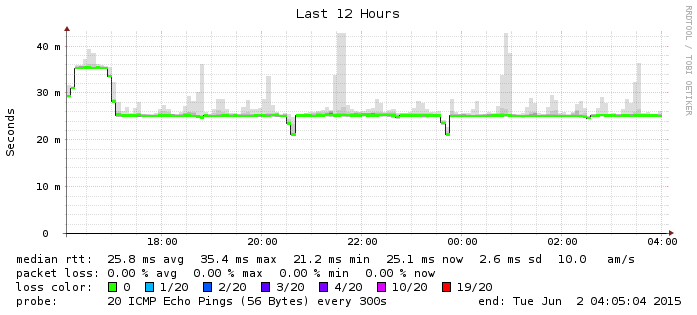 Last 12 Hours
RRDTOOL / TOBI OETIKER
Seconds
40 m
30 m
20 m
10 m
0
18:00 20:00 22:00 00:00 02:00 04:00
median rtt: 25.8 ms avg 35.4 ms max 21.2 ms min 25.1 ms now 2.6 ms sd 10.0 am/s
packet loss: 0.00 % avg 0.00 % max 0.00 % min 0.00 % now
loss color: 0 1/20 2/20 3/20 4/20 10/20 19/20
probe: 20 ICMP Echo Pings (56 Bytes) every 300s end: Tue Jun 2 04:05:04 2015